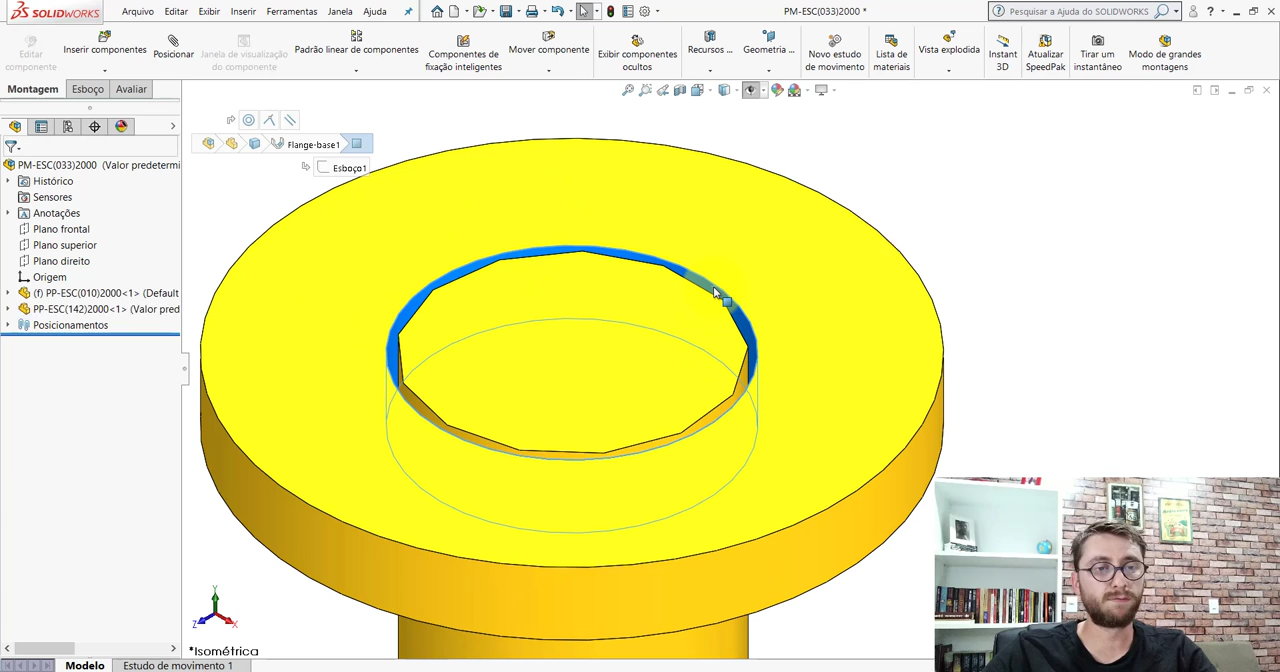 SOLIDWORKS
Arquivo Editar Exibir Inserir Ferramentas Janela Ajuda
PM-ESC(033)2000 *
Pesquisar a Ajuda do SOLIDWORKS
?
Editar
componente
Inserir componentes
Posicionar
Janela de visualização
do componente
Padrão linear de componentes
Componentes de
fixação inteligentes
Mover componente
Exibir componentes
ocultos
Recursos ...
Geometria ...
Novo estudo
de movimento
Lista de
materiais
Vista explodida
Instant
3D
Atualizar
SpeedPak
Tirar um
instantâneo
Modo de grandes
montagens
Montagem Esboço Avaliar
PM-ESC(033)2000 (Valor predetermi
Histórico
Sensores
Anotações
Plano frontal
Plano superior
Plano direito
Origem
(f) PP-ESC(010)2000<1> (Default
PP-ESC(142)2000<1> (Valor pred
Posicionamentos
Flange-base1
Esboço1
Y
Z
X
*Isométrica
Modelo Estudo de movimento 1